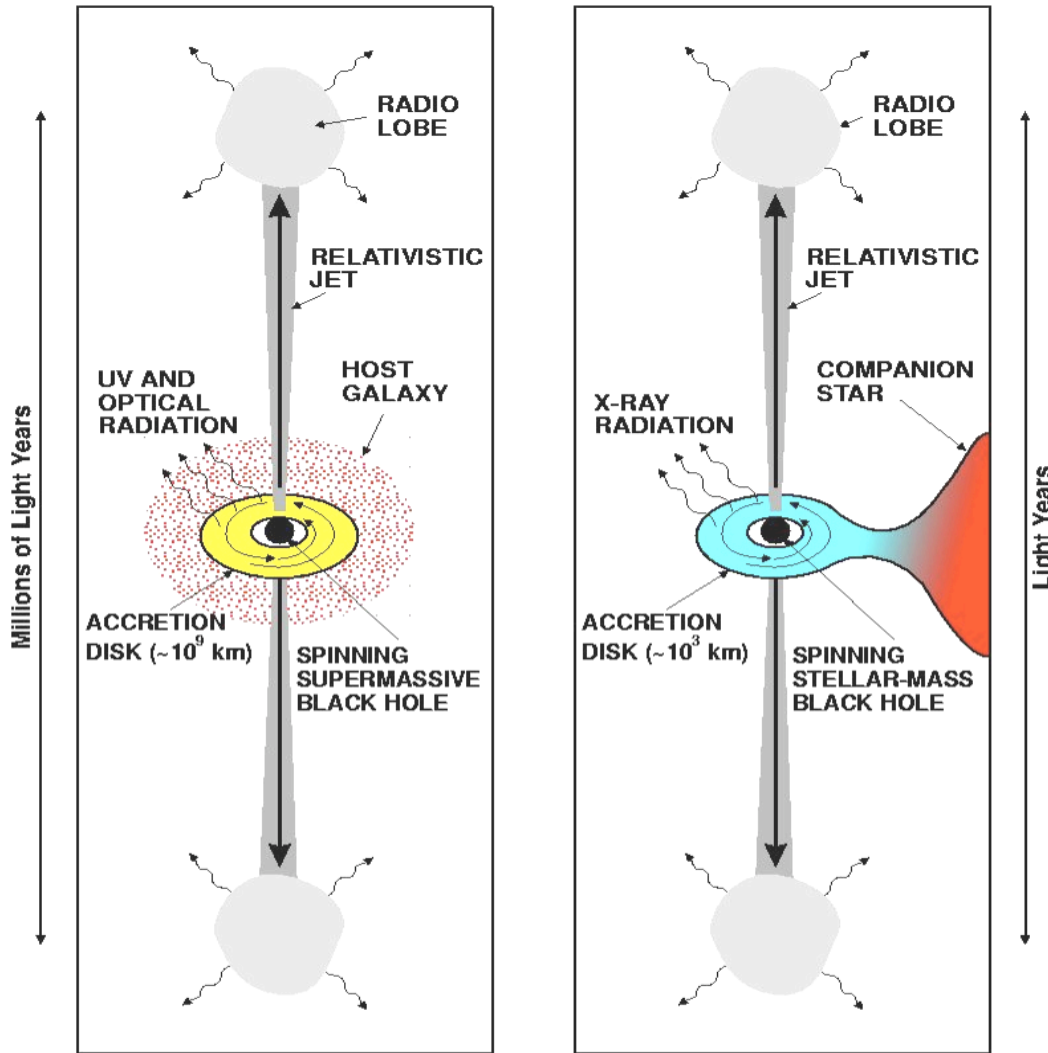 Millions of Light Years
RADIO
LOBE
RELATIVISTIC
JET
HOST
GALAXY
UV AND
OPTICAL
RADIATION
ACCRETION
DISK (~10⁹ km)
SPINNING
SUPERMASSIVE
BLACK HOLE
RADIO
LOBE
RELATIVISTIC
JET
COMPANION
STAR
X-RAY
RADIATION
ACCRETION
DISK (~10³ km)
SPINNING
STELLAR-MASS
BLACK HOLE
Light Years